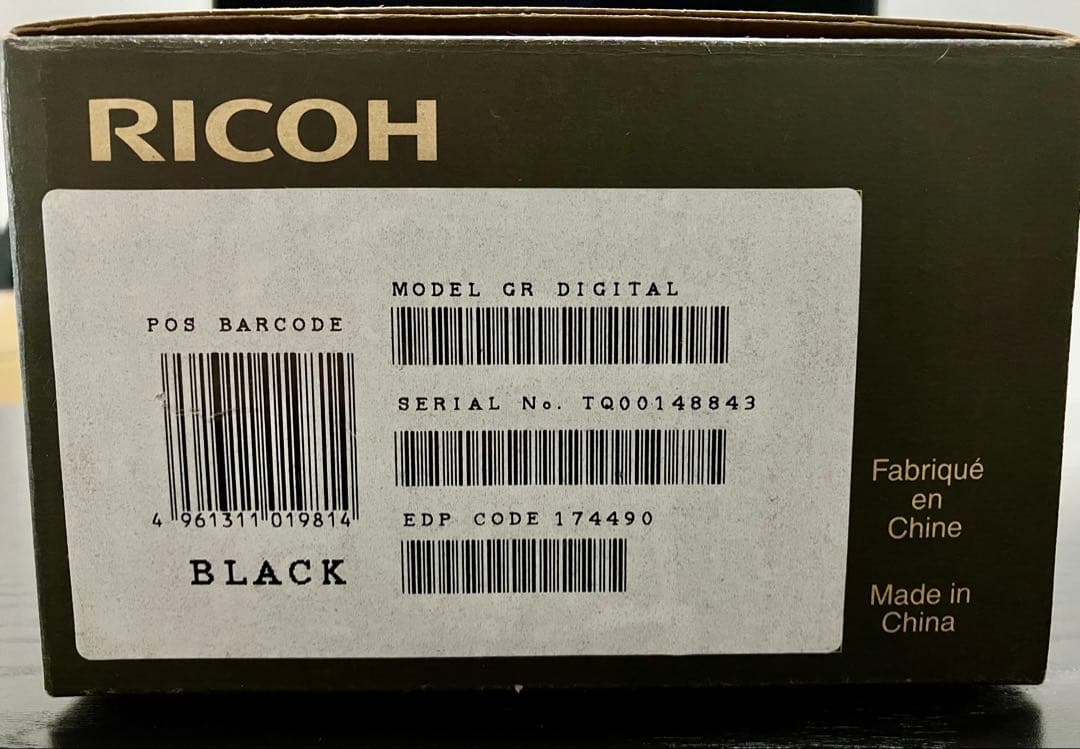 RICOH
MODEL GR DIGITAL
POS BARCODE
SERIAL No. TQ00148843
4 961311 019814
EDP CODE 174490
BLACK
Fabriqué
en
Chine
Made in
China